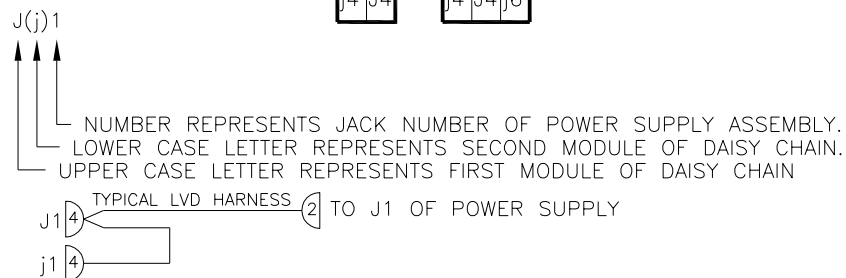 j4 J4 j4 J4 j6
J(j)1
NUMBER REPRESENTS JACK NUMBER OF POWER SUPPLY ASSEMBLY.
LOWER CASE LETTER REPRESENTS SECOND MODULE OF DAISY CHAIN.
UPPER CASE LETTER REPRESENTS FIRST MODULE OF DAISY CHAIN
TYPICAL LVD HARNESS
J1 4 2 TO J1 OF POWER SUPPLY
j1 4